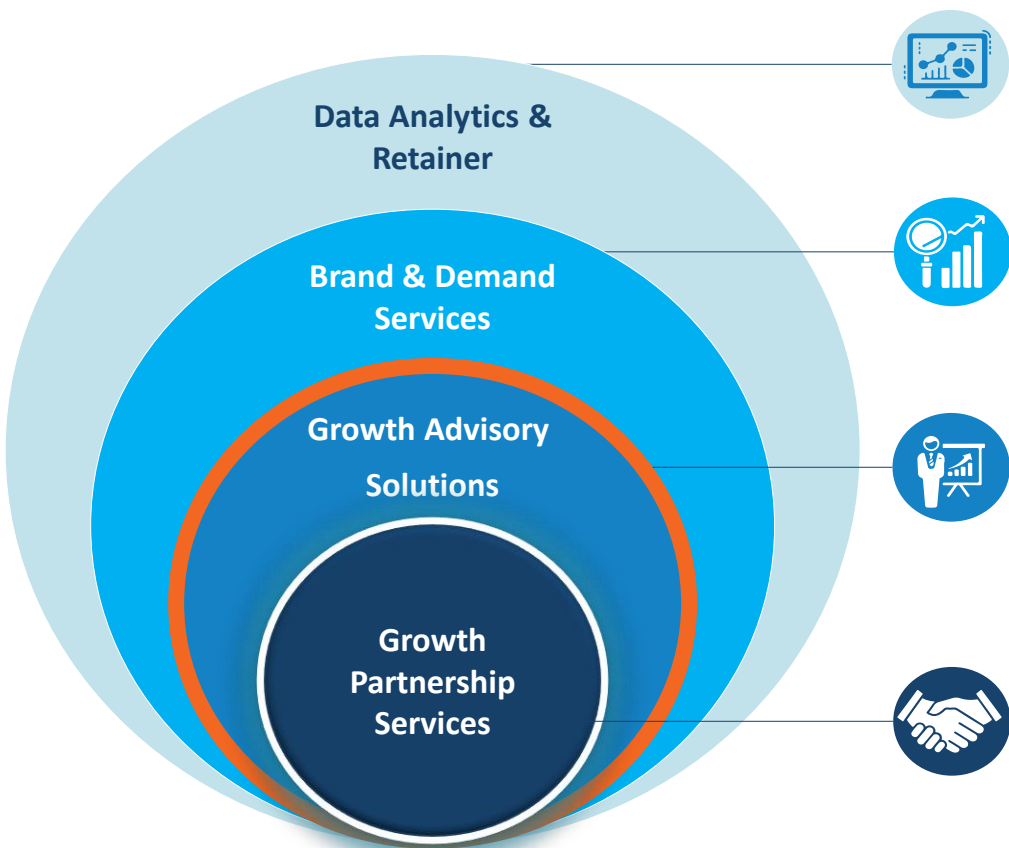 Data Analytics &
Retainer
Brand & Demand
Services
Growth Advisory
Solutions
Growth
Partnership
Services